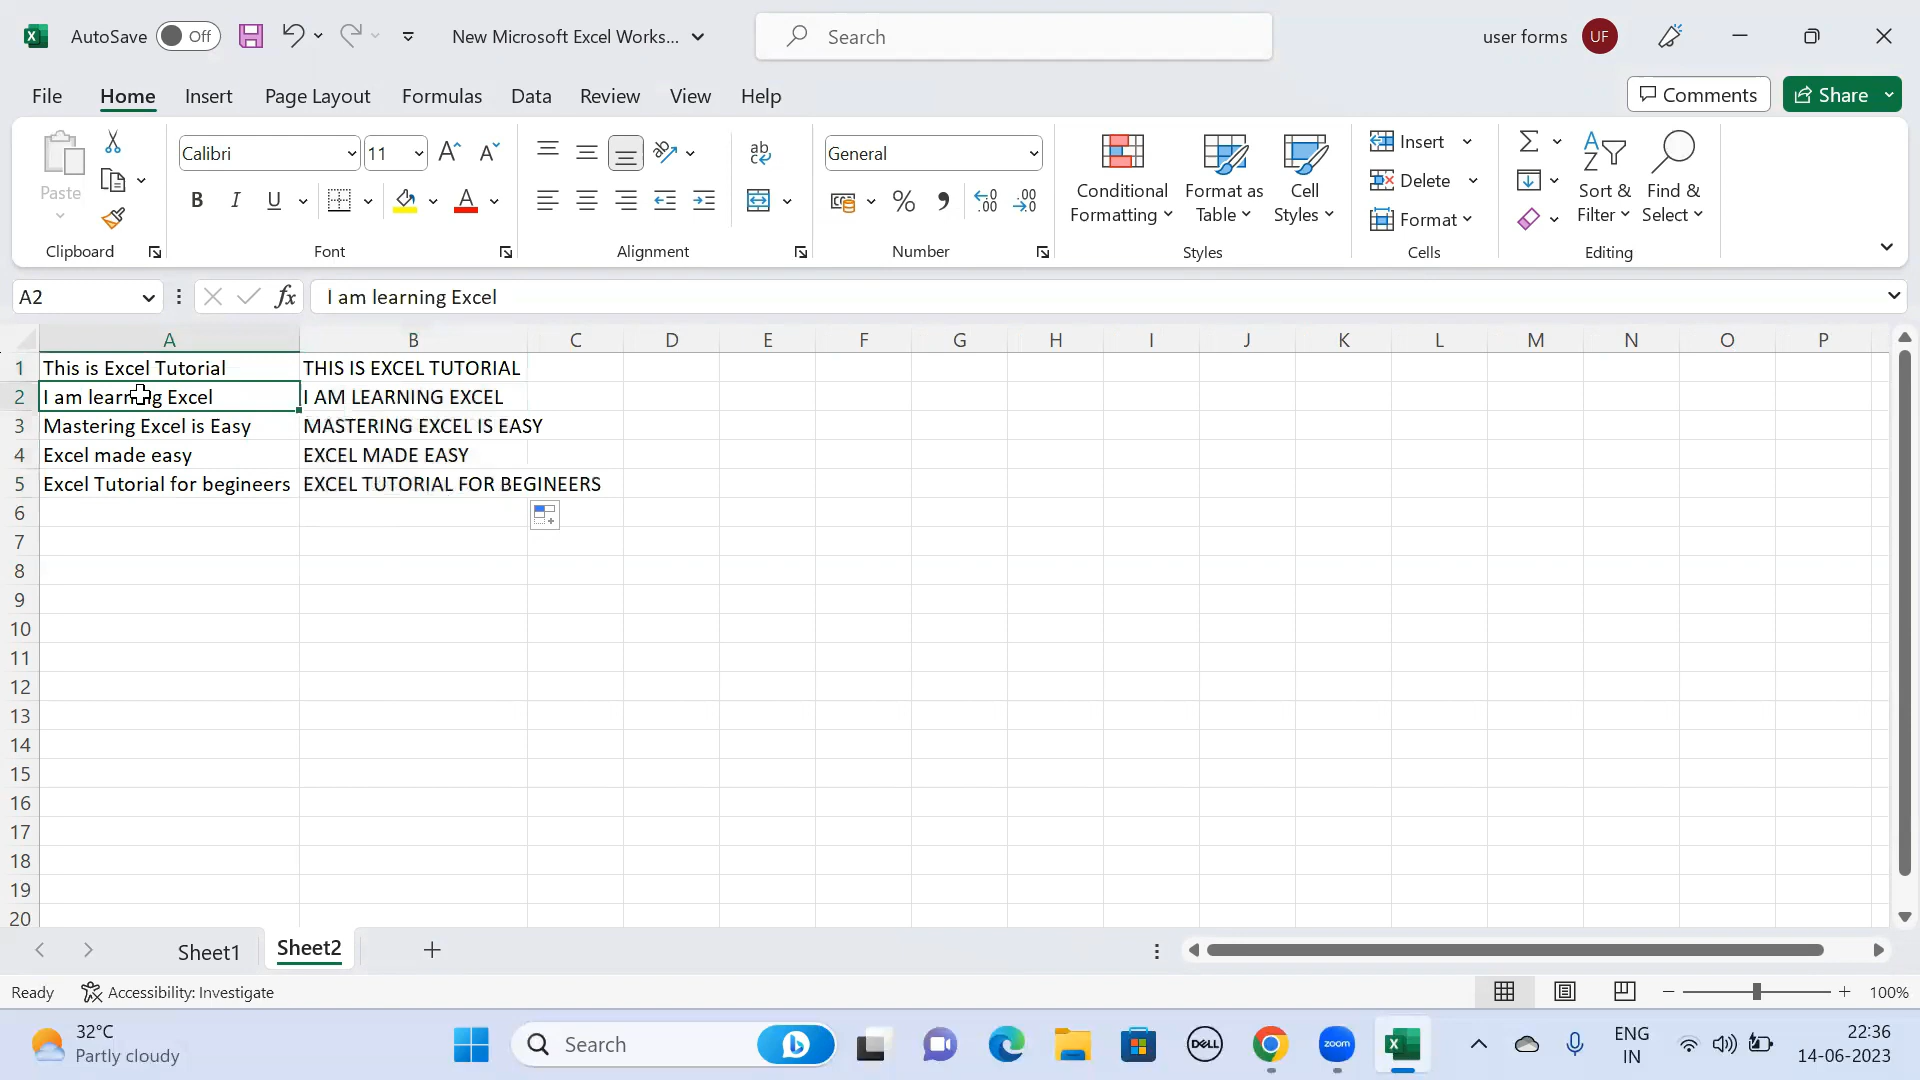 AutoSave Off New Microsoft Excel Works... Search user forms UF
File Home Insert Page Layout Formulas Data Review View Help Comments Share
Paste Calibri 11 General Conditional Formatting Format as Table Cell Styles Insert Delete Format Sort & Filter Find & Select
Clipboard Font Alignment Number Styles Cells Editing
A2 fx I am learning Excel
A B C D E F G H I J K L M N O P
1 This is Excel Tutorial THIS IS EXCEL TUTORIAL
2 I am learning Excel I AM LEARNING EXCEL
3 Mastering Excel is Easy MASTERING EXCEL IS EASY
4 Excel made easy EXCEL MADE EASY
5 Excel Tutorial for begineers EXCEL TUTORIAL FOR BEGINEERS
6
7
8
9
10
11
12
13
14
15
16
17
18
19
20
Sheet1 Sheet2
Ready Accessibility: Investigate 100%
32°C Search DELL zoom ENG 22:36
Partly cloudy IN 14-06-2023